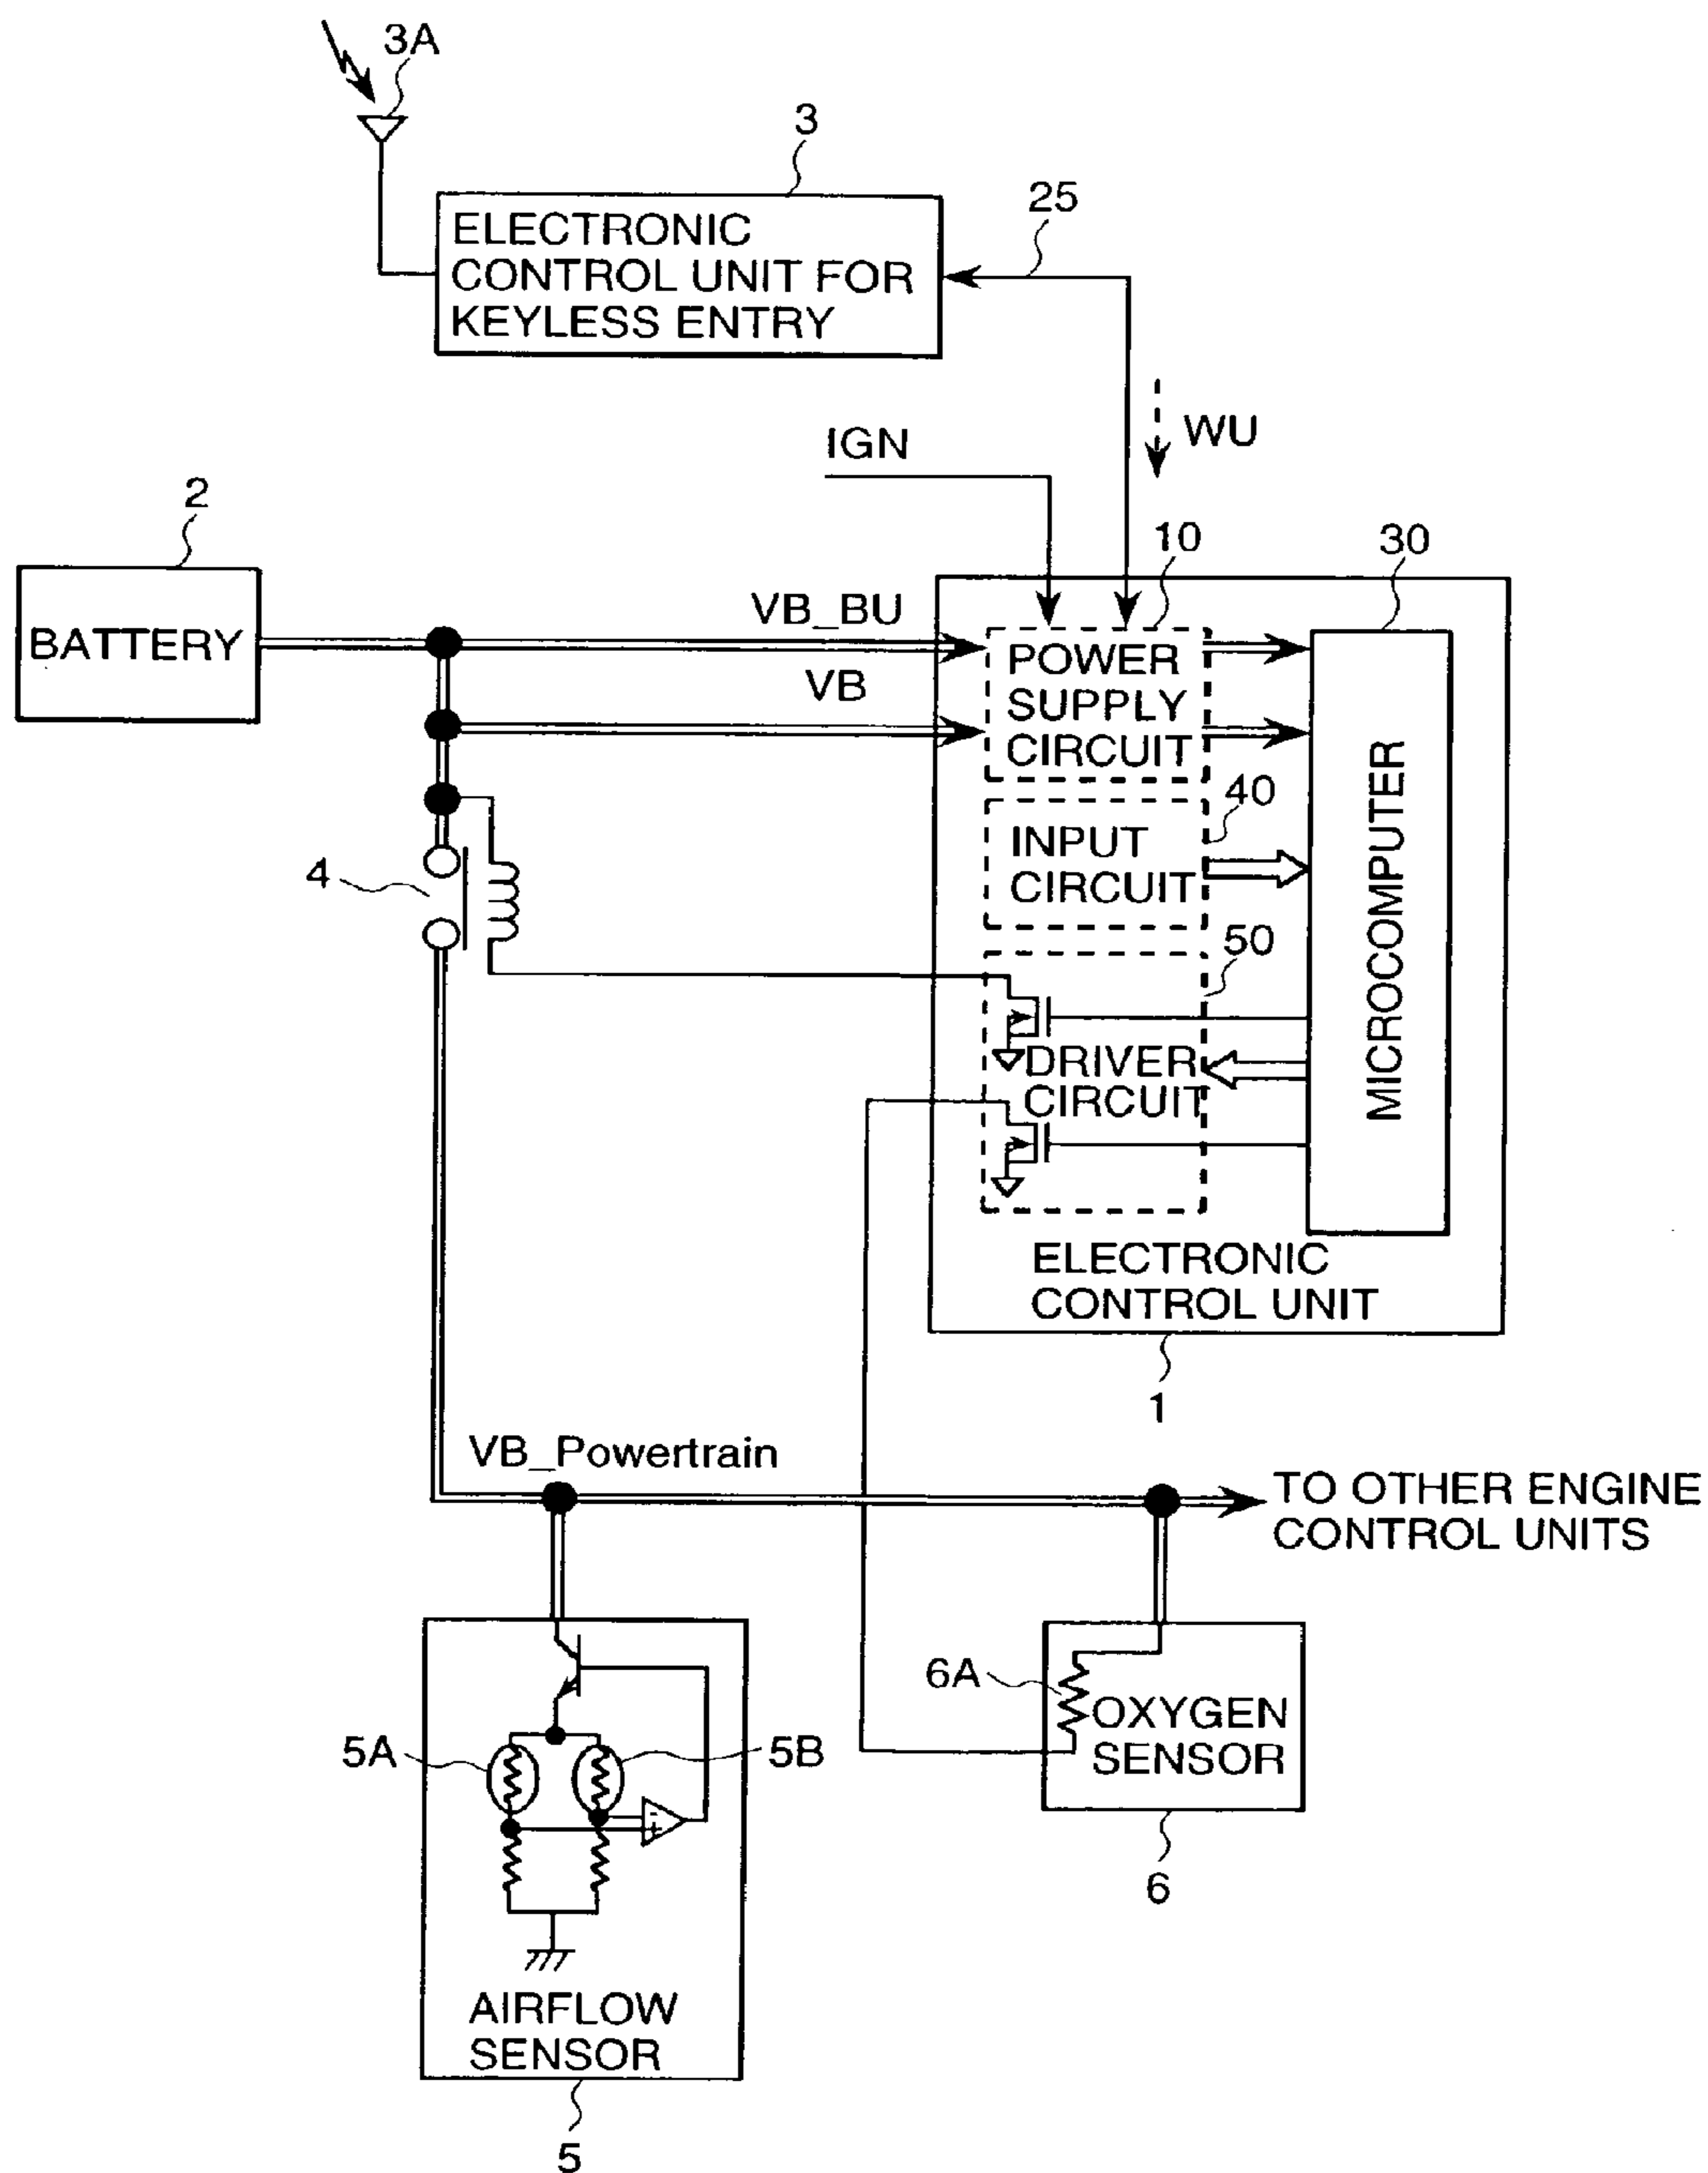 3A
3
ELECTRONIC
CONTROL UNIT FOR
KEYLESS ENTRY
25
WU
IGN
2
BATTERY
VB_BU
VB
10
30
POWER
SUPPLY
CIRCUIT
40
INPUT
CIRCUIT
4
50
DRIVER
CIRCUIT
MICROCOMPUTER
ELECTRONIC
CONTROL UNIT
1
VB_Powertrain
TO OTHER ENGINE
CONTROL UNITS
6A
OXYGEN
SENSOR
5A
5B
-
+
6
AIRFLOW
SENSOR
5